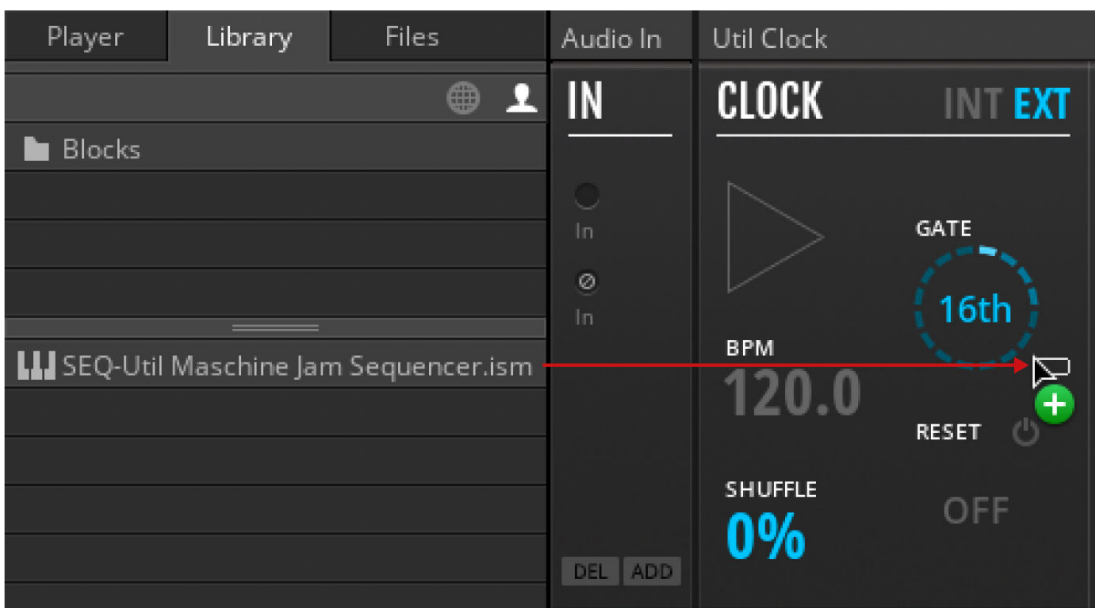 Player Library Files Audio In Util Clock
IN CLOCK INT EXT
Blocks
In
GATE
In
16th
BPM
SEQ-Util Maschine Jam Sequencer.ism
120.0
RESET
SHUFFLE
0%
OFF
DEL ADD